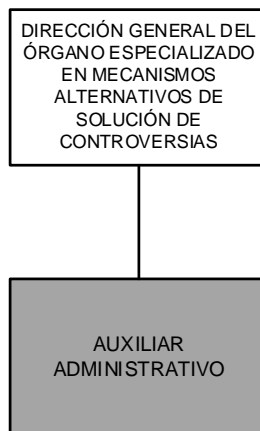 DIRECCIÓN GENERAL DEL
ÓRGANO ESPECIALIZADO
EN MECANISMOS
ALTERNATIVOS DE
SOLUCIÓN DE
CONTROVERSIAS
AUXILIAR
ADMINISTRATIVO